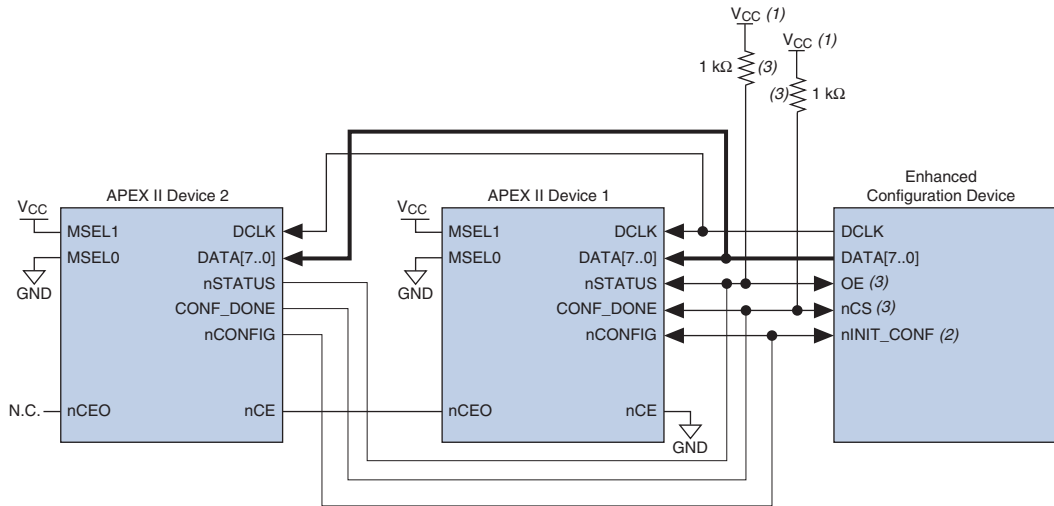 VCC (1)
VCC (1)
1 kΩ (3)
(3) 1 kΩ
Enhanced
Configuration Device
APEX II Device 2
APEX II Device 1
VCC
MSEL1
DCLK
VCC
MSEL1
DCLK
DCLK
MSEL0
DATA[7..0]
MSEL0
DATA[7..0]
DATA[7..0]
GND
nSTATUS
GND
nSTATUS
OE (3)
CONF_DONE
CONF_DONE
nCS (3)
nCONFIG
nCONFIG
nINIT_CONF (2)
N.C.
nCEO
nCE
nCEO
nCE
GND